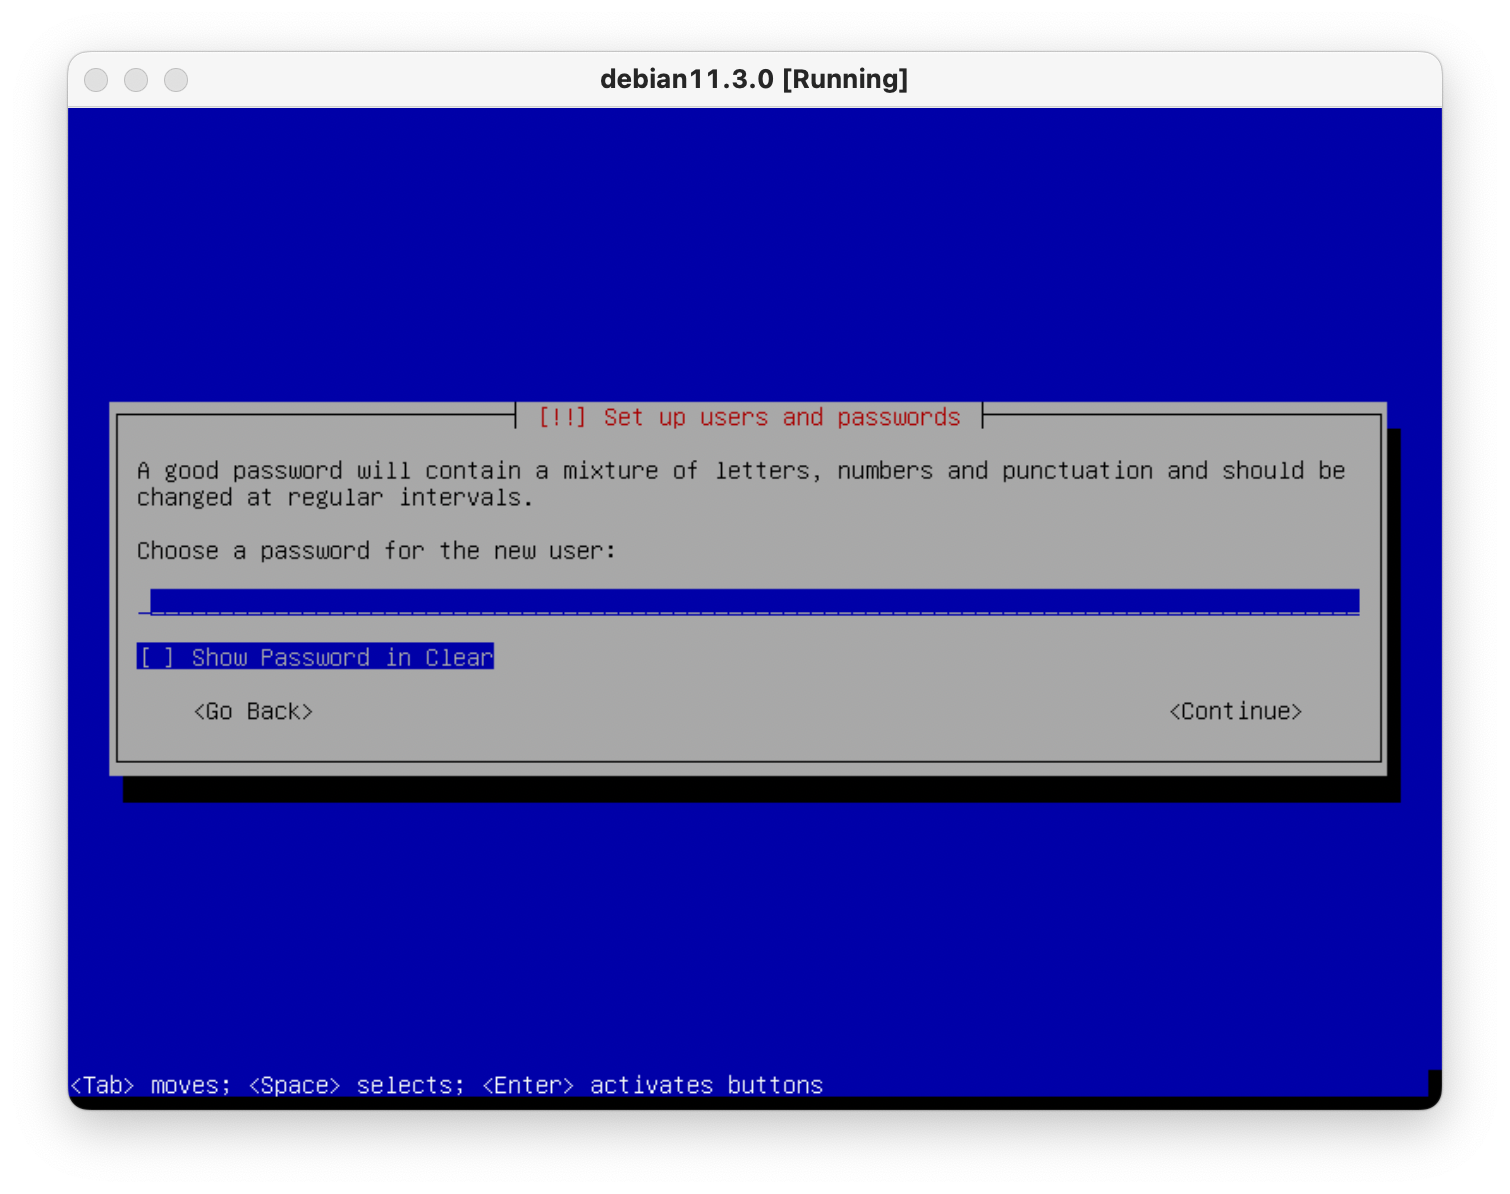 debian11.3.0 [Running]
[!!] Set up users and passwords
A good password will contain a mixture of letters, numbers and punctuation and should be
changed at regular intervals.
Choose a password for the new user:
[ ] Show Password in Clear
<Go Back> <Continue>
<Tab> moves; <Space> selects; <Enter> activates buttons